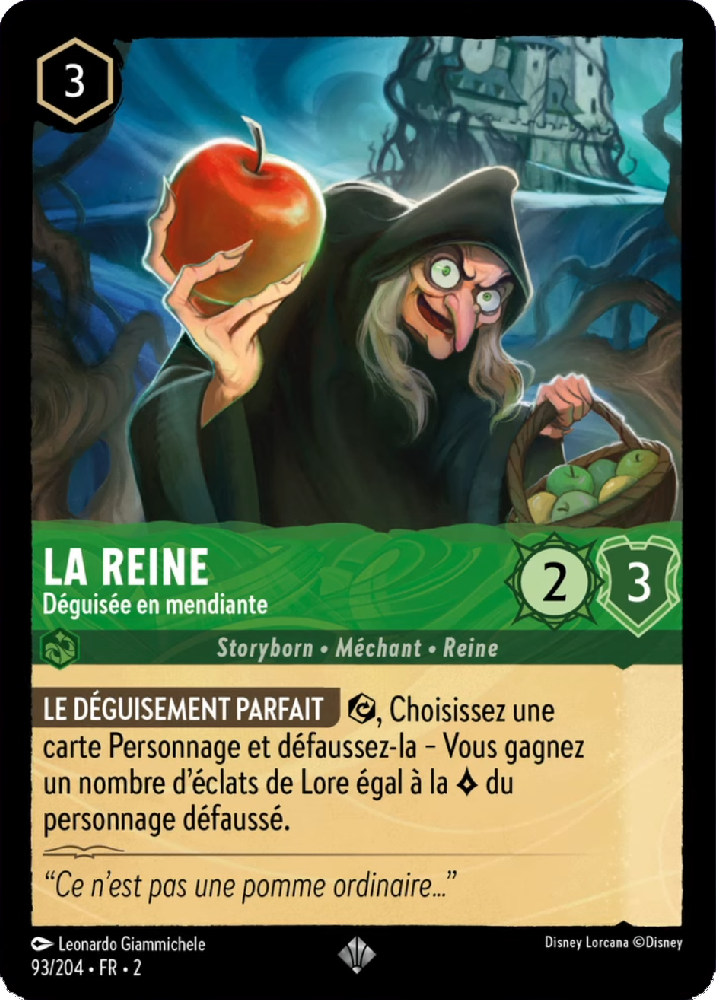 3
LA REINE
Déguisée en mendiante
2
3
Storyborn • Méchant • Reine
LE DÉGUISEMENT PARFAIT , Choisissez une
carte Personnage et défaussez-la – Vous gagnez
un nombre d’éclats de Lore égal à la du
personnage défaussé.
“Ce n’est pas une pomme ordinaire...”
Leonardo Giammichele
Disney Lorcana ©Disney
93/204 • FR • 2